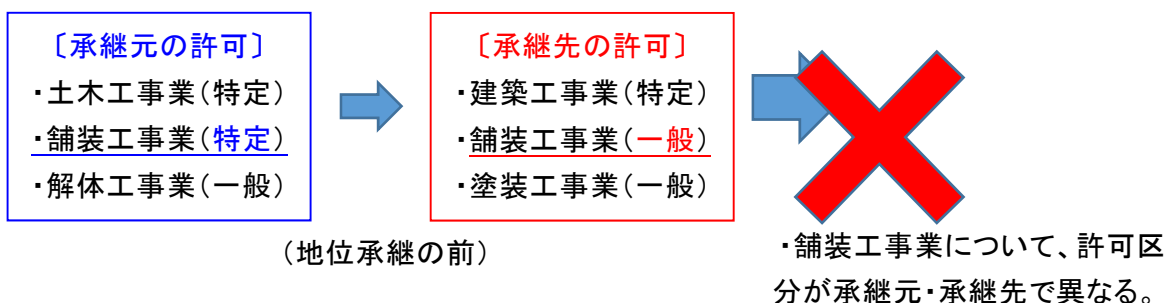 〔承継元の許可〕
・土木工事業(特定)
・舗装工事業(特定)
・解体工事業(一般)
〔承継先の許可〕
・建築工事業(特定)
・舗装工事業(一般)
・塗装工事業(一般)
(地位承継の前)
・舗装工事業について、許可区
分が承継元・承継先で異なる。